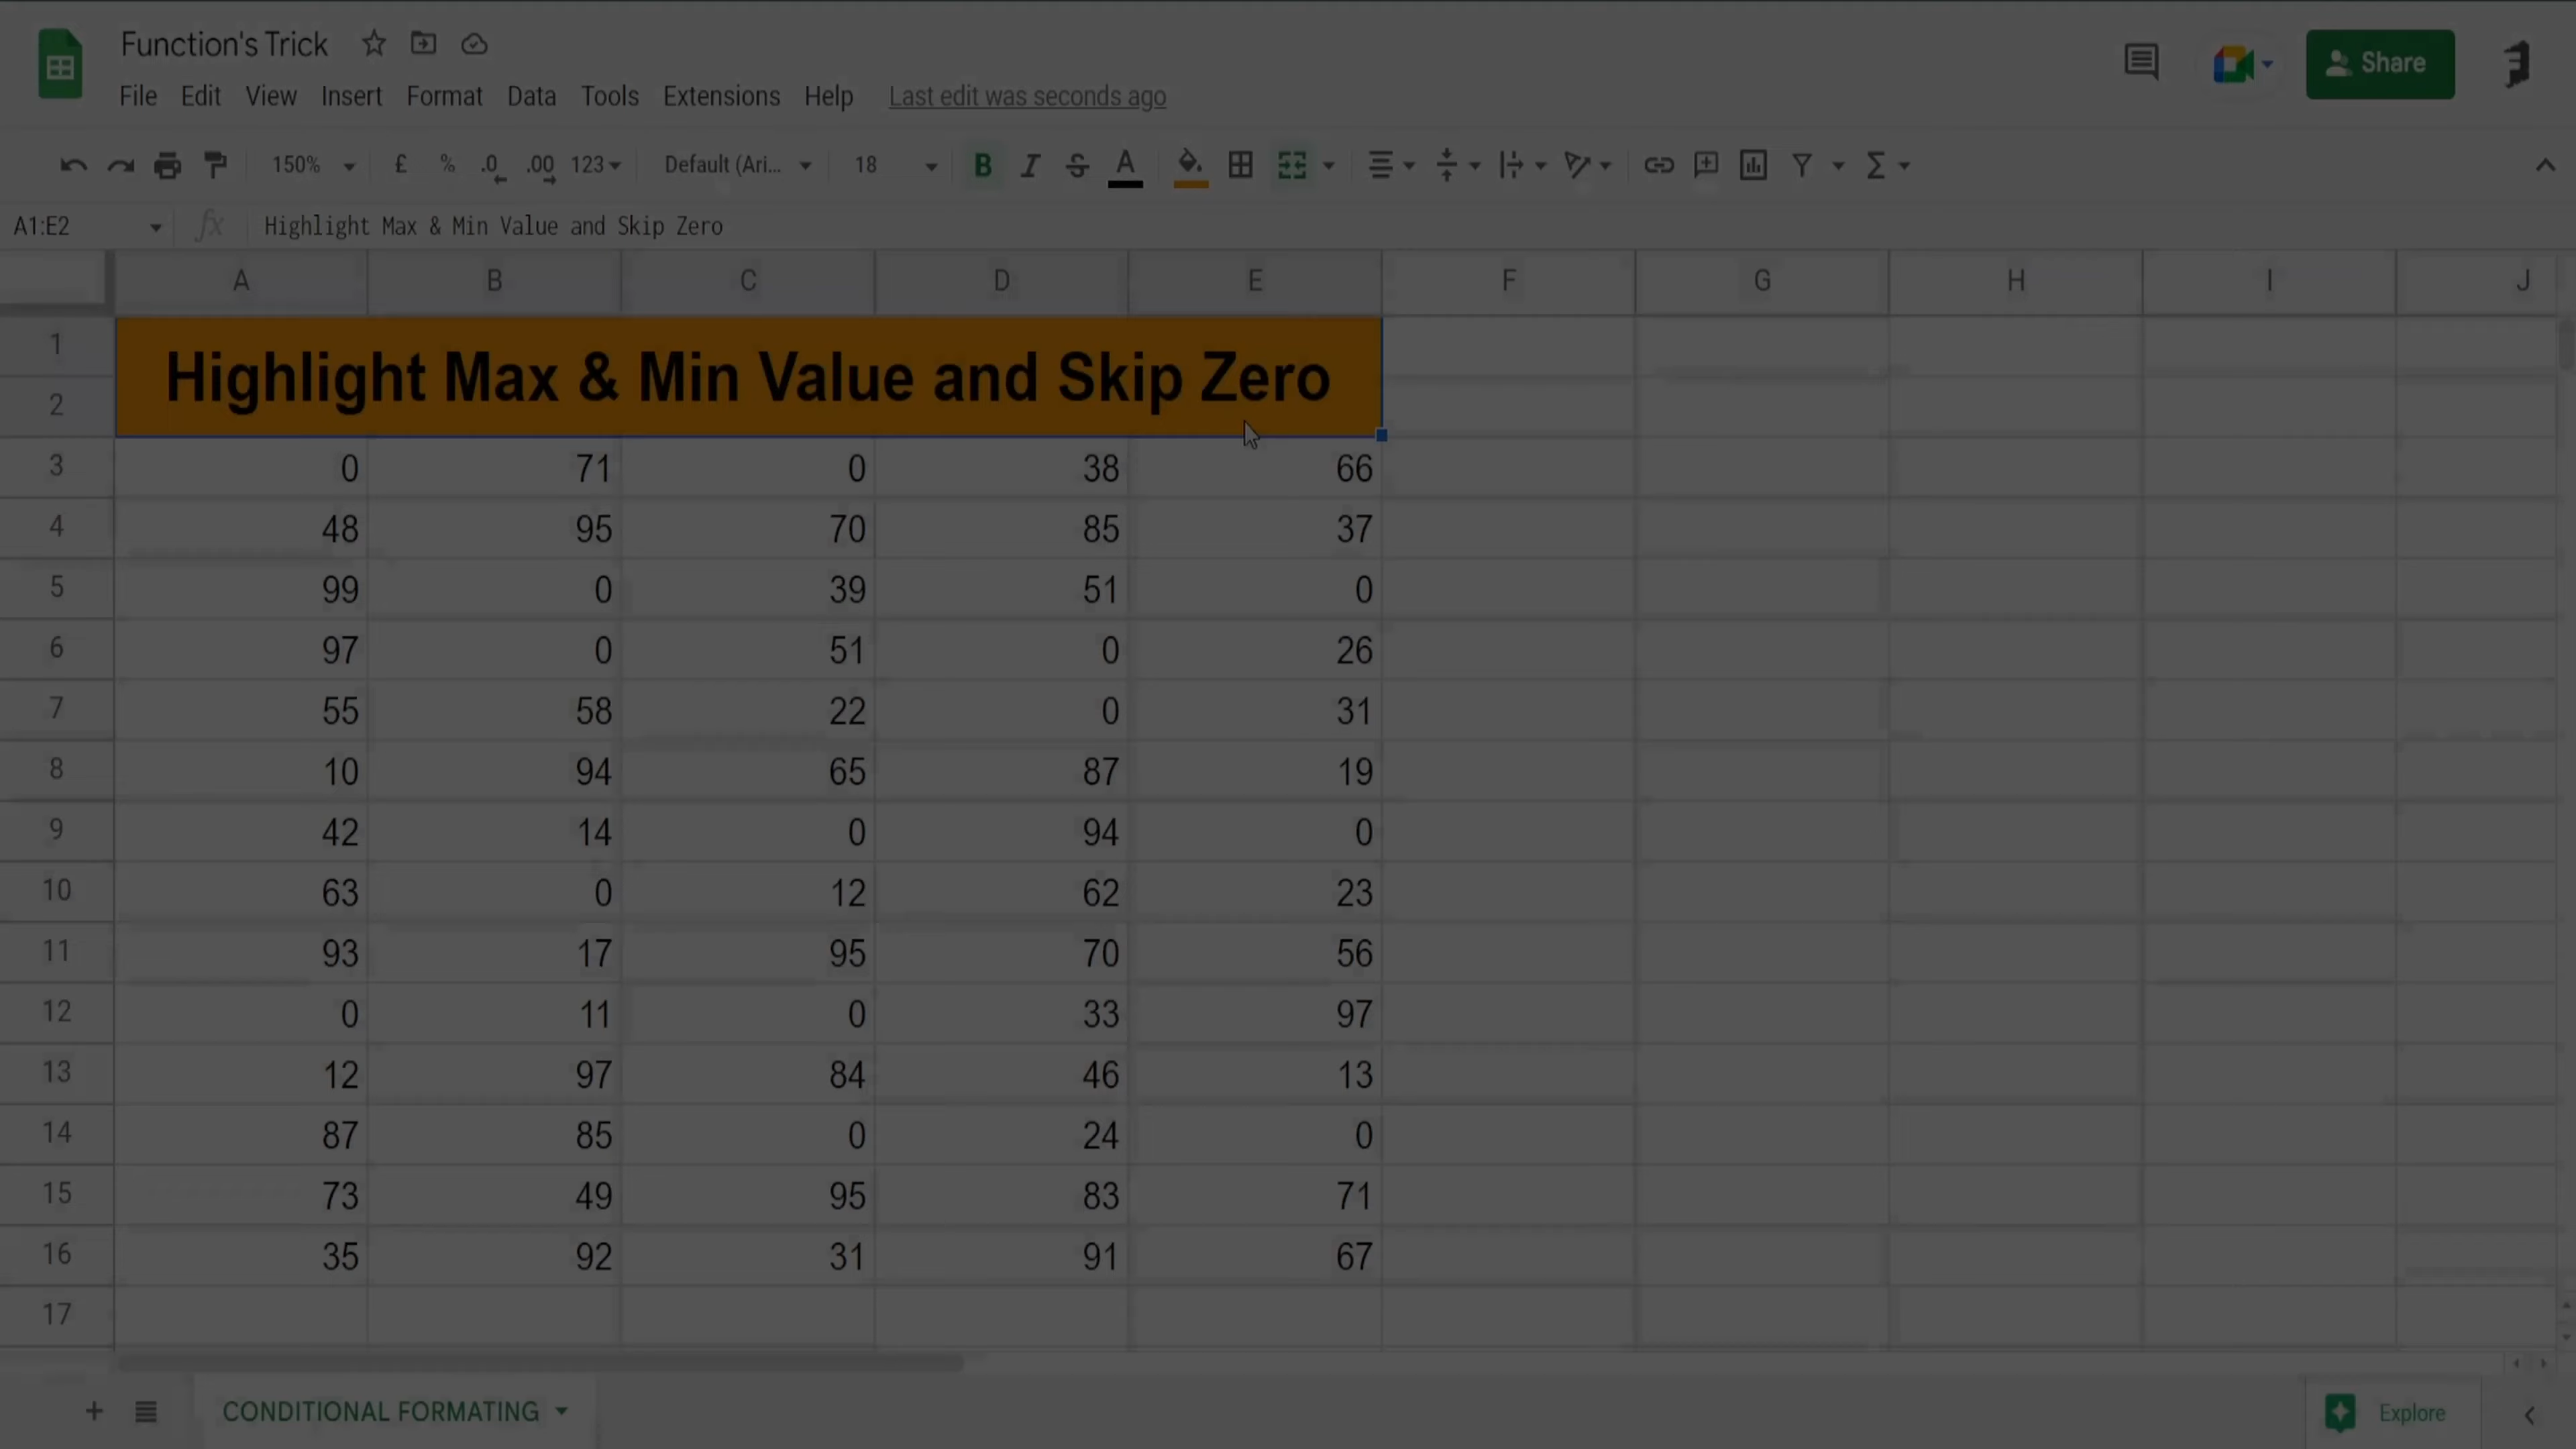 Function's Trick
Share
File Edit View Insert Format Data Tools Extensions Help Last edit was seconds ago
150% £ % .0 .00 123 Default (Ari... 18 B I S A Σ
A1:E2 fx Highlight Max & Min Value and Skip Zero
A B C D E F G H I J
1
Highlight Max & Min Value and Skip Zero
2
3 0 71 0 38 66
4 48 95 70 85 37
5 99 0 39 51 0
6 97 0 51 0 26
7 55 58 22 0 31
8 10 94 65 87 19
9 42 14 0 94 0
10 63 0 12 62 23
11 93 17 95 70 56
12 0 11 0 33 97
13 12 97 84 46 13
14 87 85 0 24 0
15 73 49 95 83 71
16 35 92 31 91 67
17
+ CONDITIONAL FORMATING Explore